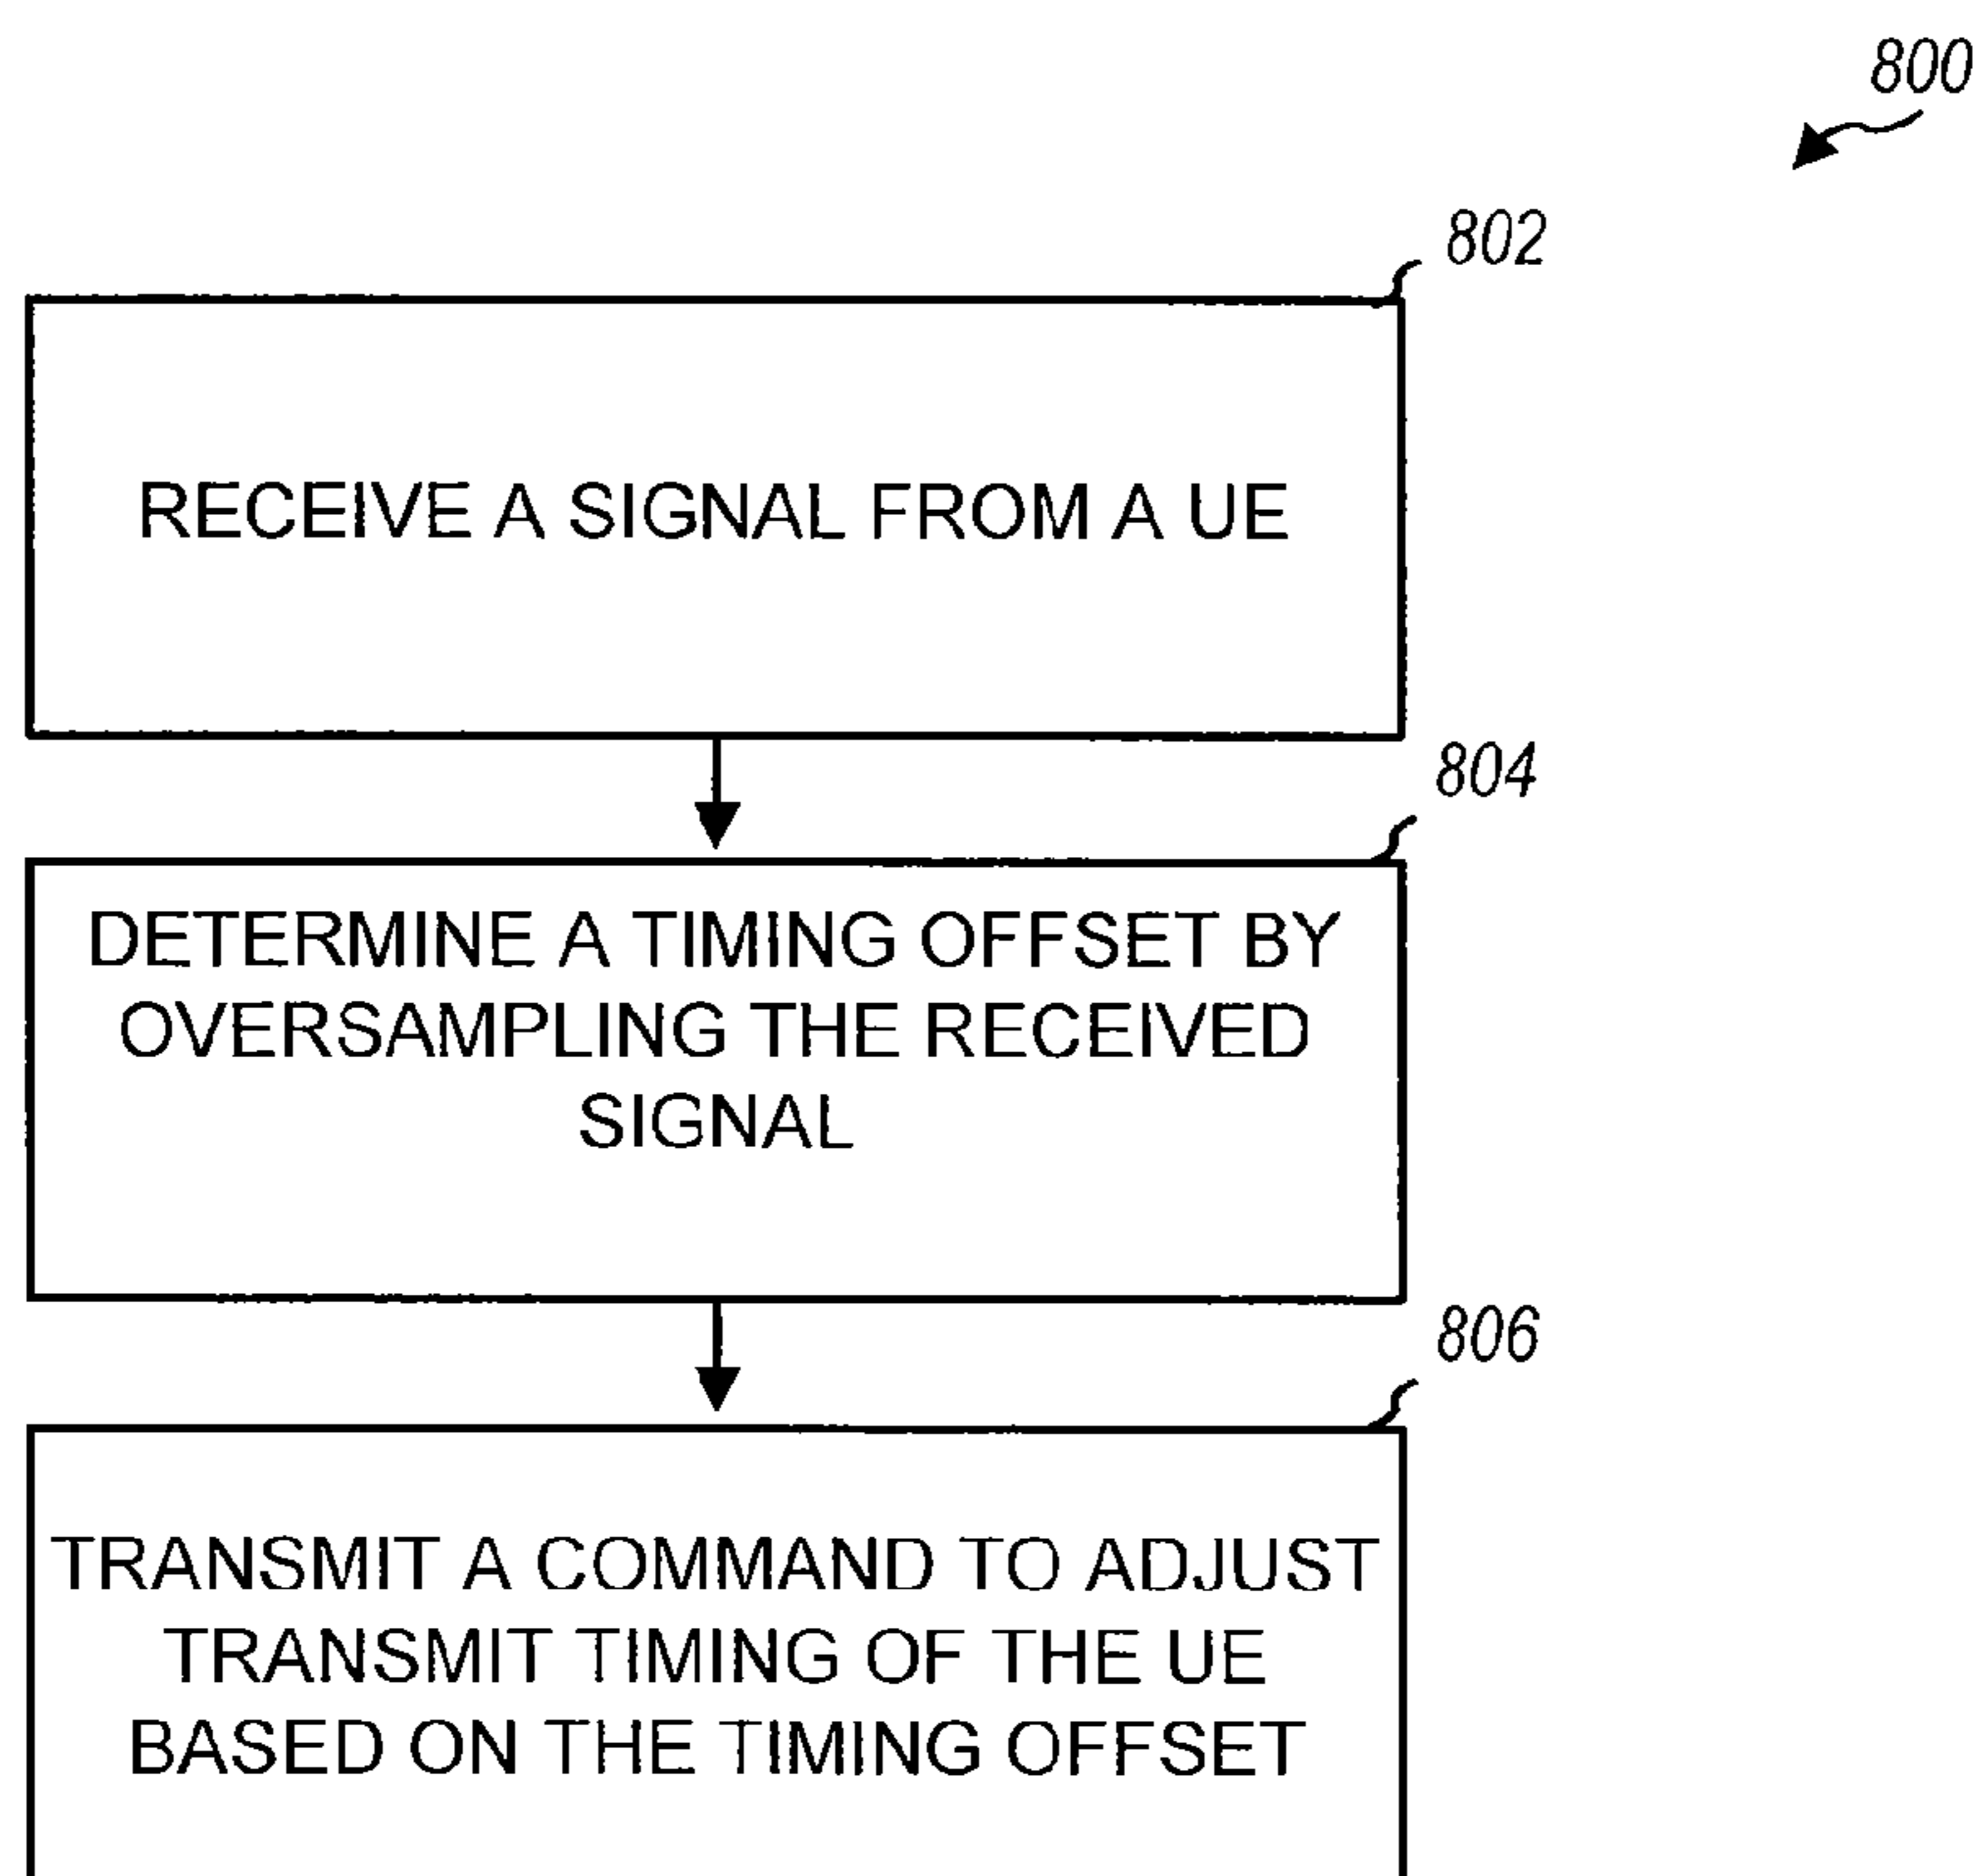 800
802
RECEIVE A SIGNAL FROM A UE
804
DETERMINE A TIMING OFFSET BY
OVERSAMPLING THE RECEIVED
SIGNAL
806
TRANSMIT A COMMAND TO ADJUST
TRANSMIT TIMING OF THE UE
BASED ON THE TIMING OFFSET